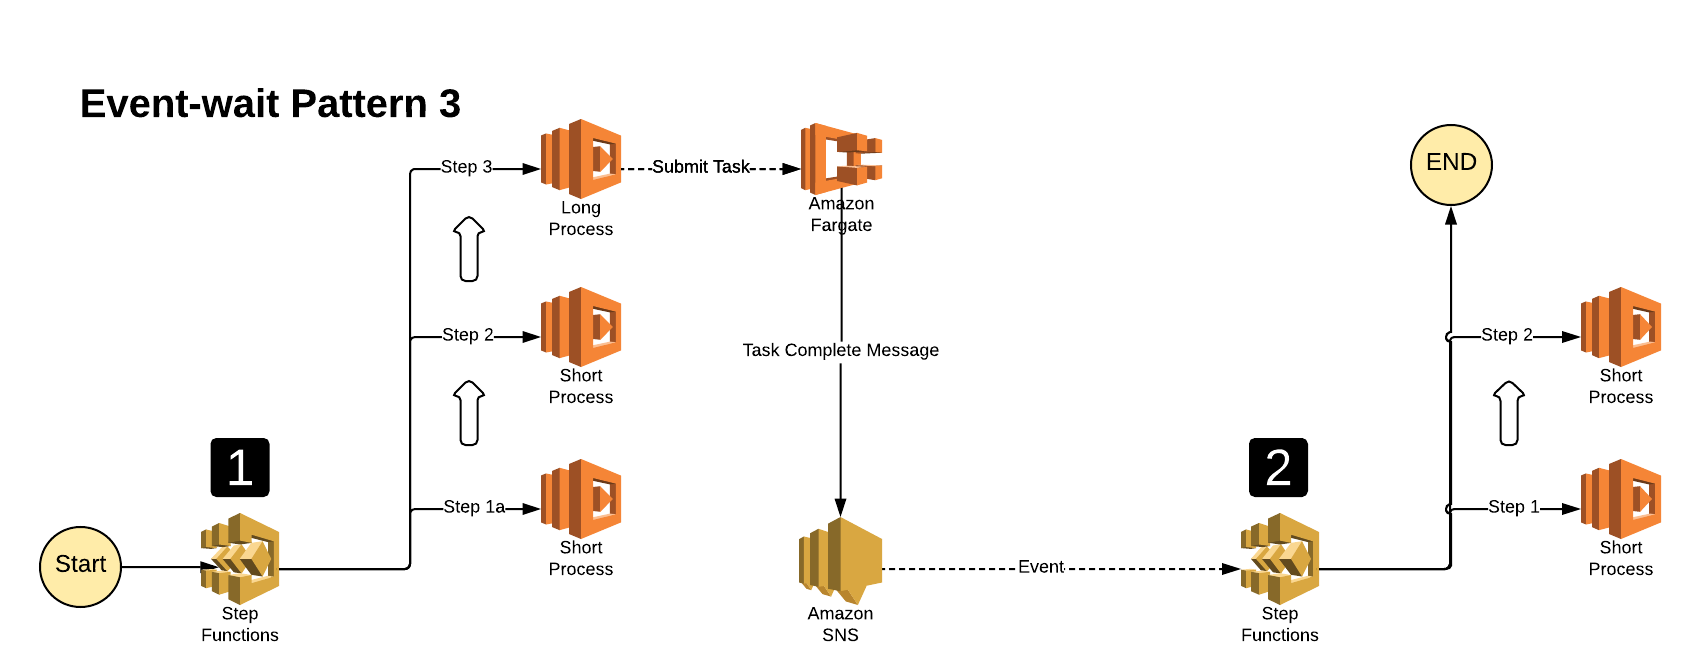 Event-wait Pattern 3
Step 3
Long
Process
Submit Task
Amazon
Fargate
END
Step 2
Short
Process
Task Complete Message
Step 2
Short
Process
1
Step 1a
Short
Process
2
Step 1
Short
Process
Start
Step
Functions
Amazon
SNS
Event
Step
Functions